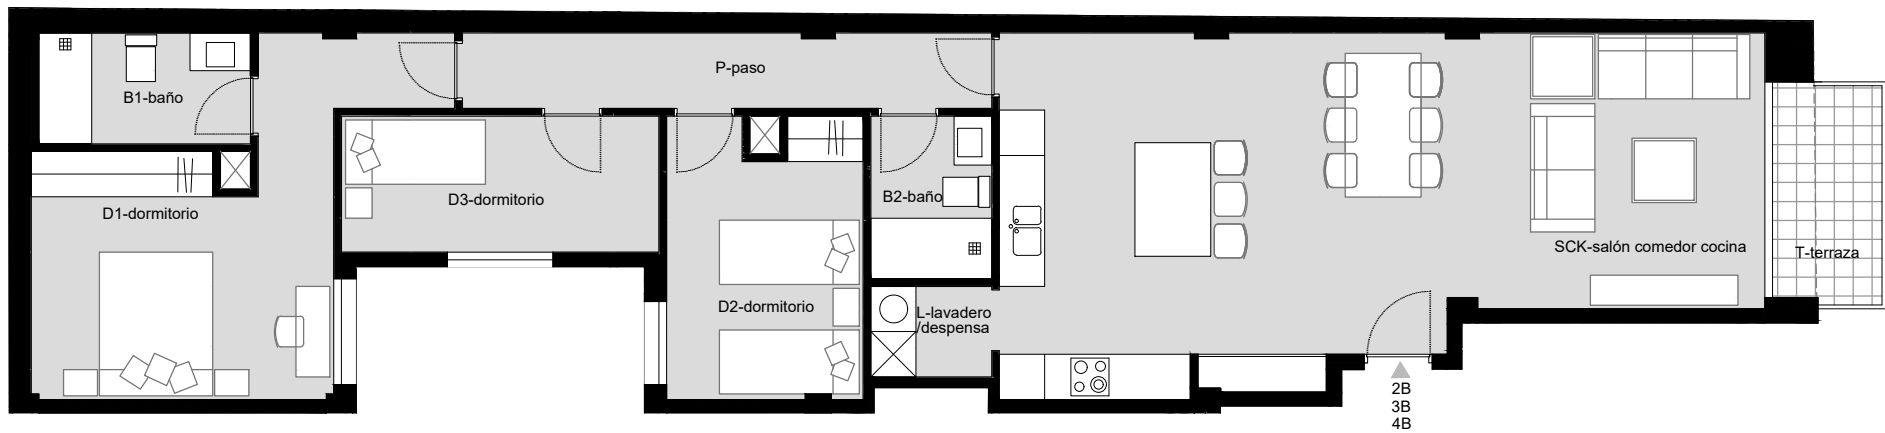 P-paso
B1-baño
D1-dormitorio
D3-dormitorio
B2-baño
D2-dormitorio
L-lavadero
/despensa
SCK-salón comedor cocina
T-terraza
2B
3B
4B